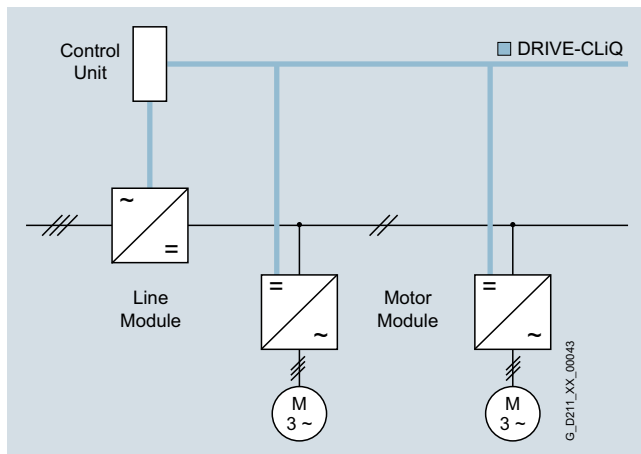 Control
Unit
DRIVE-CLiQ
~
=
Line
Module
=
~
Motor
Module
=
~
M
3 ~
M
3 ~
G_D211_XX_00043